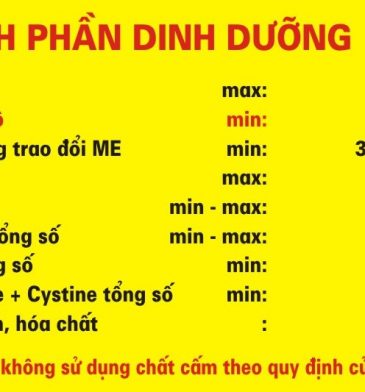 H PHẦN DINH DƯỠNG
max:
min:
g trao đổi ME min: 3
max:
min - max:
ổng số min - max:
g số min:
e + Cystine tổng số min:
n, hóa chất :
không sử dụng chất cấm theo quy định củ